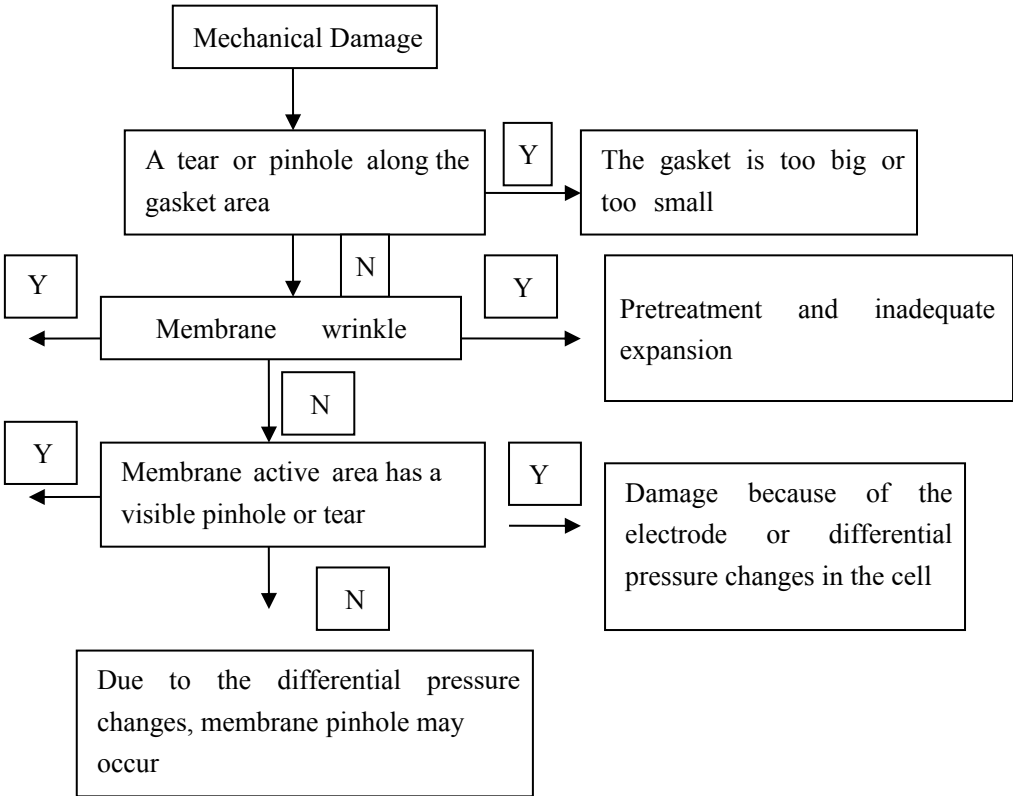 Mechanical Damage
A tear or pinhole along the
gasket area
Y
The gasket is too big or
too small
N
Y
Membrane wrinkle
Y
Pretreatment and inadequate
expansion
N
Y
Membrane active area has a
visible pinhole or tear
Y
Damage because of the
electrode or differential
pressure changes in the cell
N
Due to the differential pressure
changes, membrane pinhole may
occur